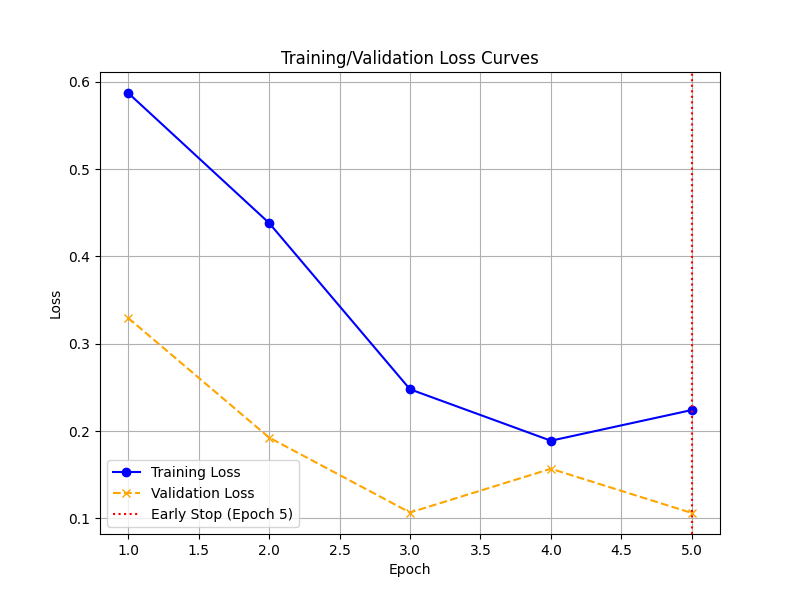 Training/Validation Loss Curves
0.6
0.5
0.4
0.3
0.2
0.1
Loss
Training Loss
Validation Loss
Early Stop (Epoch 5)
1.0 1.5 2.0 2.5 3.0 3.5 4.0 4.5 5.0
Epoch